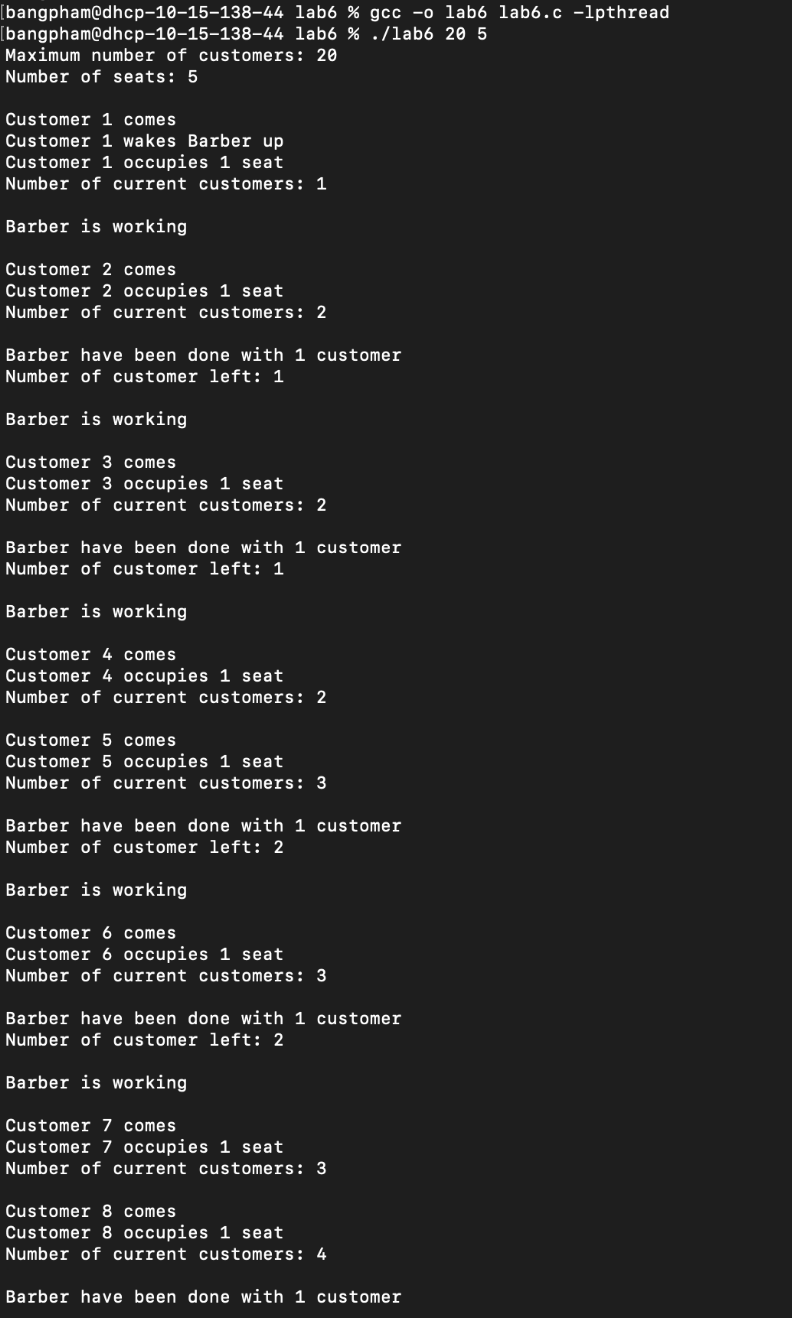 [bangpham@dhcp-10-15-138-44 lab6 % gcc -o lab6 lab6.c -lpthread
[bangpham@dhcp-10-15-138-44 lab6 % ./lab6 20 5
Maximum number of customers: 20
Number of seats: 5
Customer 1 comes
Customer 1 wakes Barber up
Customer 1 occupies 1 seat
Number of current customers: 1
Barber is working
Customer 2 comes
Customer 2 occupies 1 seat
Number of current customers: 2
Barber have been done with 1 customer
Number of customer left: 1
Barber is working
Customer 3 comes
Customer 3 occupies 1 seat
Number of current customers: 2
Barber have been done with 1 customer
Number of customer left: 1
Barber is working
Customer 4 comes
Customer 4 occupies 1 seat
Number of current customers: 2
Customer 5 comes
Customer 5 occupies 1 seat
Number of current customers: 3
Barber have been done with 1 customer
Number of customer left: 2
Barber is working
Customer 6 comes
Customer 6 occupies 1 seat
Number of current customers: 3
Barber have been done with 1 customer
Number of customer left: 2
Barber is working
Customer 7 comes
Customer 7 occupies 1 seat
Number of current customers: 3
Customer 8 comes
Customer 8 occupies 1 seat
Number of current customers: 4
Barber have been done with 1 customer